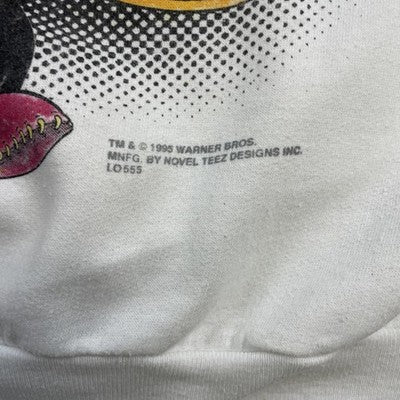 TM & © 1995 WARNER BROS.
MNFG. BY NOVEL TEEZ DESIGNS INC.
LO555